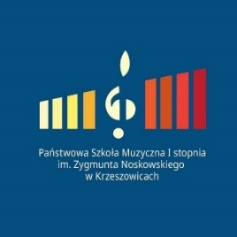 Państwowa Szkoła Muzyczna I stopnia
im. Zygmunta Noskowskiego
w Krzeszowicach